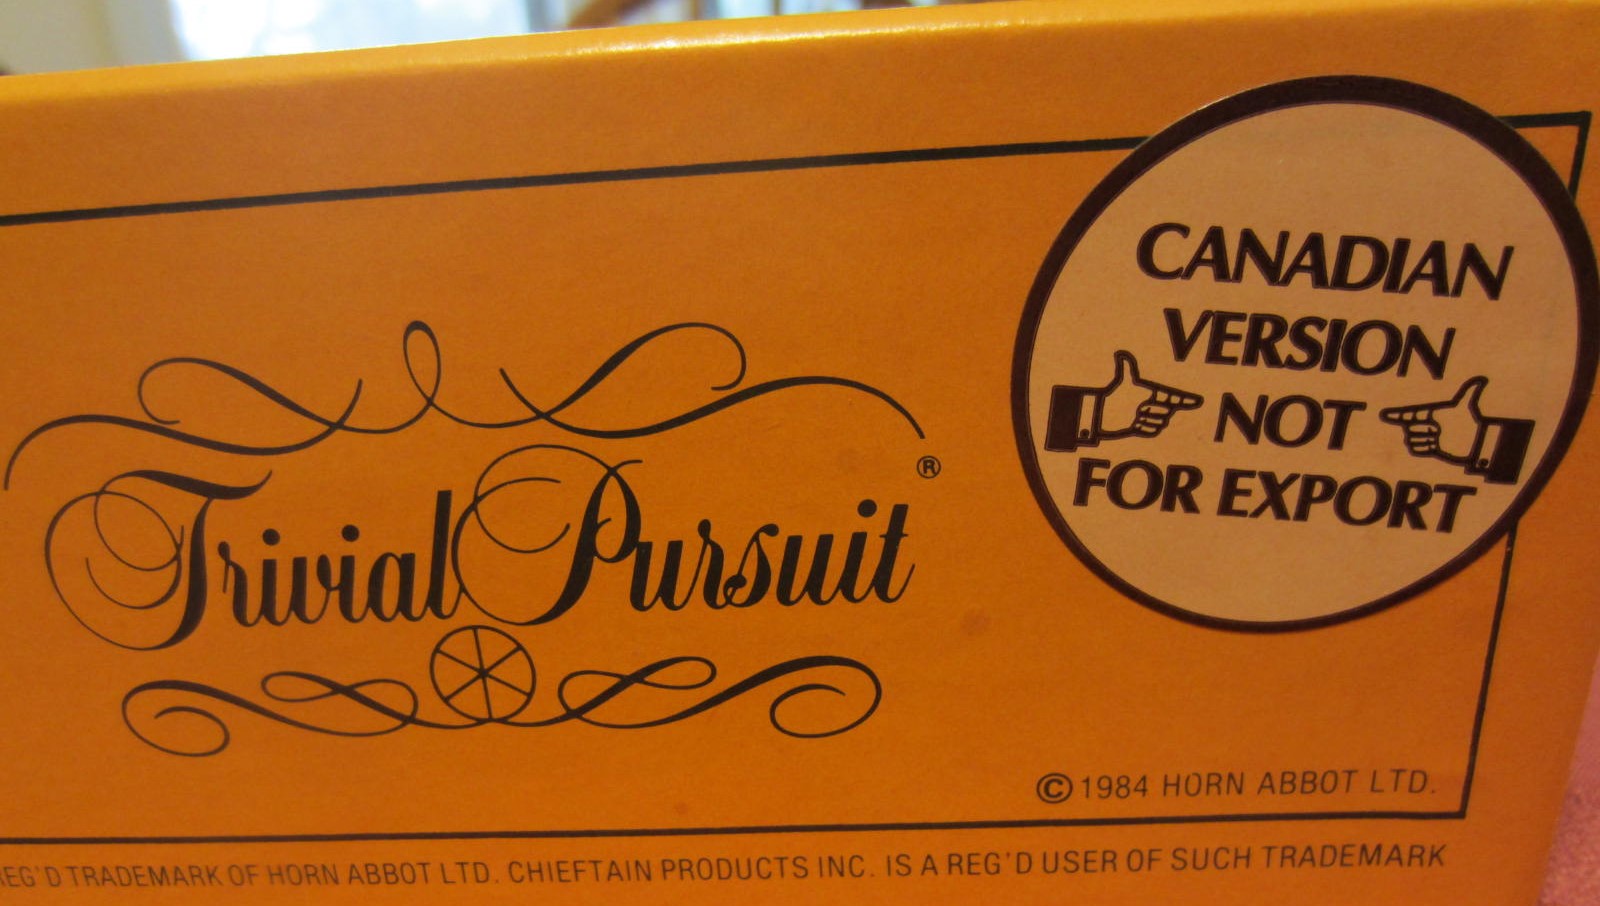 Trivial Pursuit ®
CANADIAN
VERSION
NOT
FOR EXPORT
© 1984 HORN ABBOT LTD.
REG'D TRADEMARK OF HORN ABBOT LTD. CHIEFTAIN PRODUCTS INC. IS A REG'D USER OF SUCH TRADEMARK